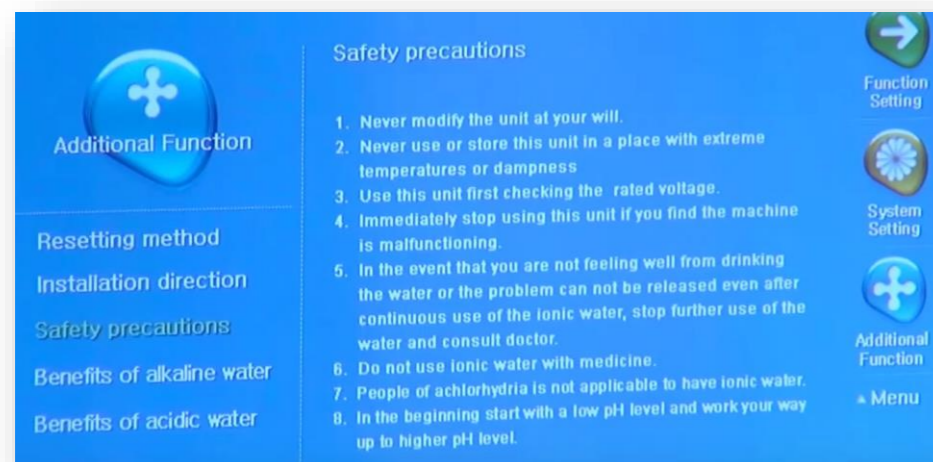 Additional Function
Resetting method
Installation direction
Safety precautions
Benefits of alkaline water
Benefits of acidic water
Safety precautions
1. Never modify the unit at your will.
2. Never use or store this unit in a place with extreme
temperatures or dampness
3. Use this unit first checking the rated voltage.
4. Immediately stop using this unit if you find the machine
is malfunctioning.
5. In the event that you are not feeling well from drinking
the water or the problem can not be released even after
continuous use of the ionic water, stop further use of the
water and consult doctor.
6. Do not use ionic water with medicine.
7. People of achlorhydria is not applicable to have ionic water.
8. In the beginning start with a low pH level and work your way
up to higher pH level.
Function
Setting
System
Setting
Additional
Function
▲ Menu